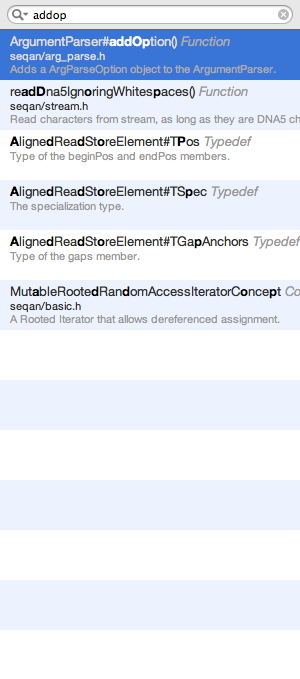 addop
ArgumentParser#addOption() Function
seqan/arg_parse.h
Adds a ArgParseOption object to the ArgumentParser.
readDna5IgnoringWhitespaces() Function
seqan/stream.h
Read characters from stream, as long as they are DNA5 ch
AlignedReadStoreElement#TPos Typedef
Type of the beginPos and endPos members.
AlignedReadStoreElement#TSpec Typedef
The specialization type.
AlignedReadStoreElement#TGapAnchors Typedef
Type of the gaps member.
MutableRootedRandomAccessIteratorConcept Co
seqan/basic.h
A Rooted Iterator that allows dereferenced assignment.